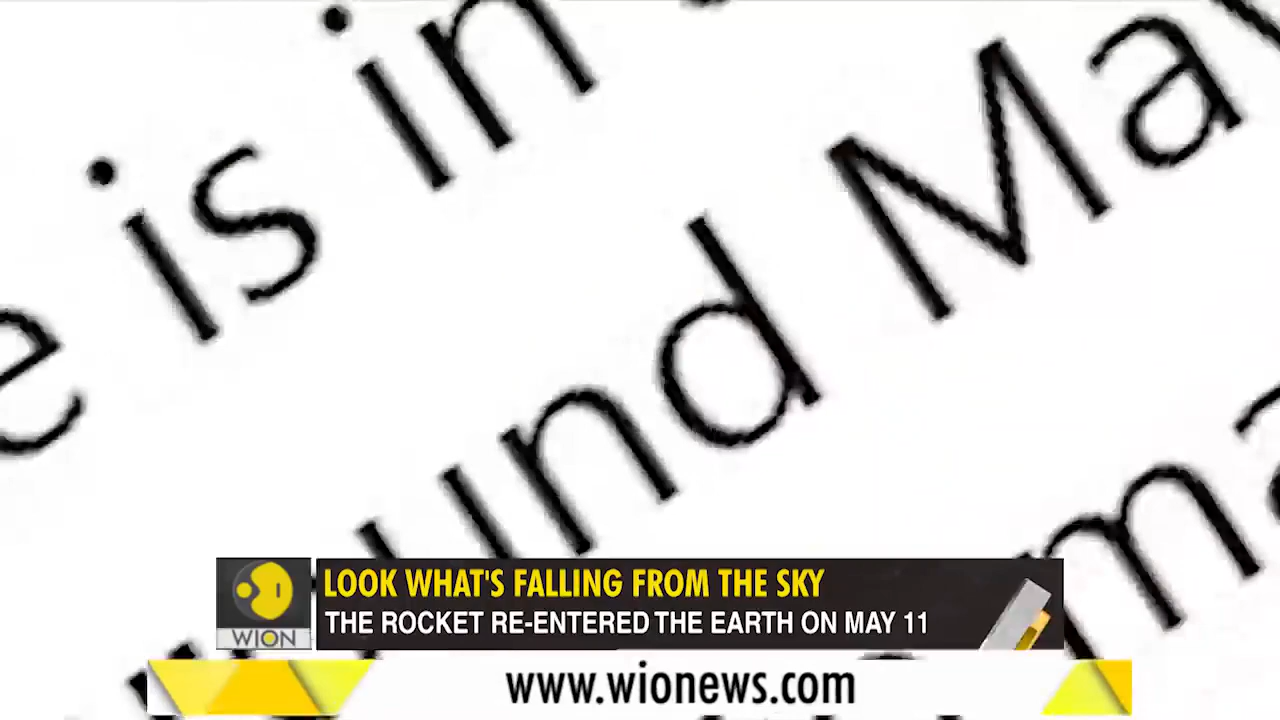 e is in
und Ma
ma
LOOK WHAT'S FALLING FROM THE SKY
THE ROCKET RE-ENTERED THE EARTH ON MAY 11
WION
www.wionews.com